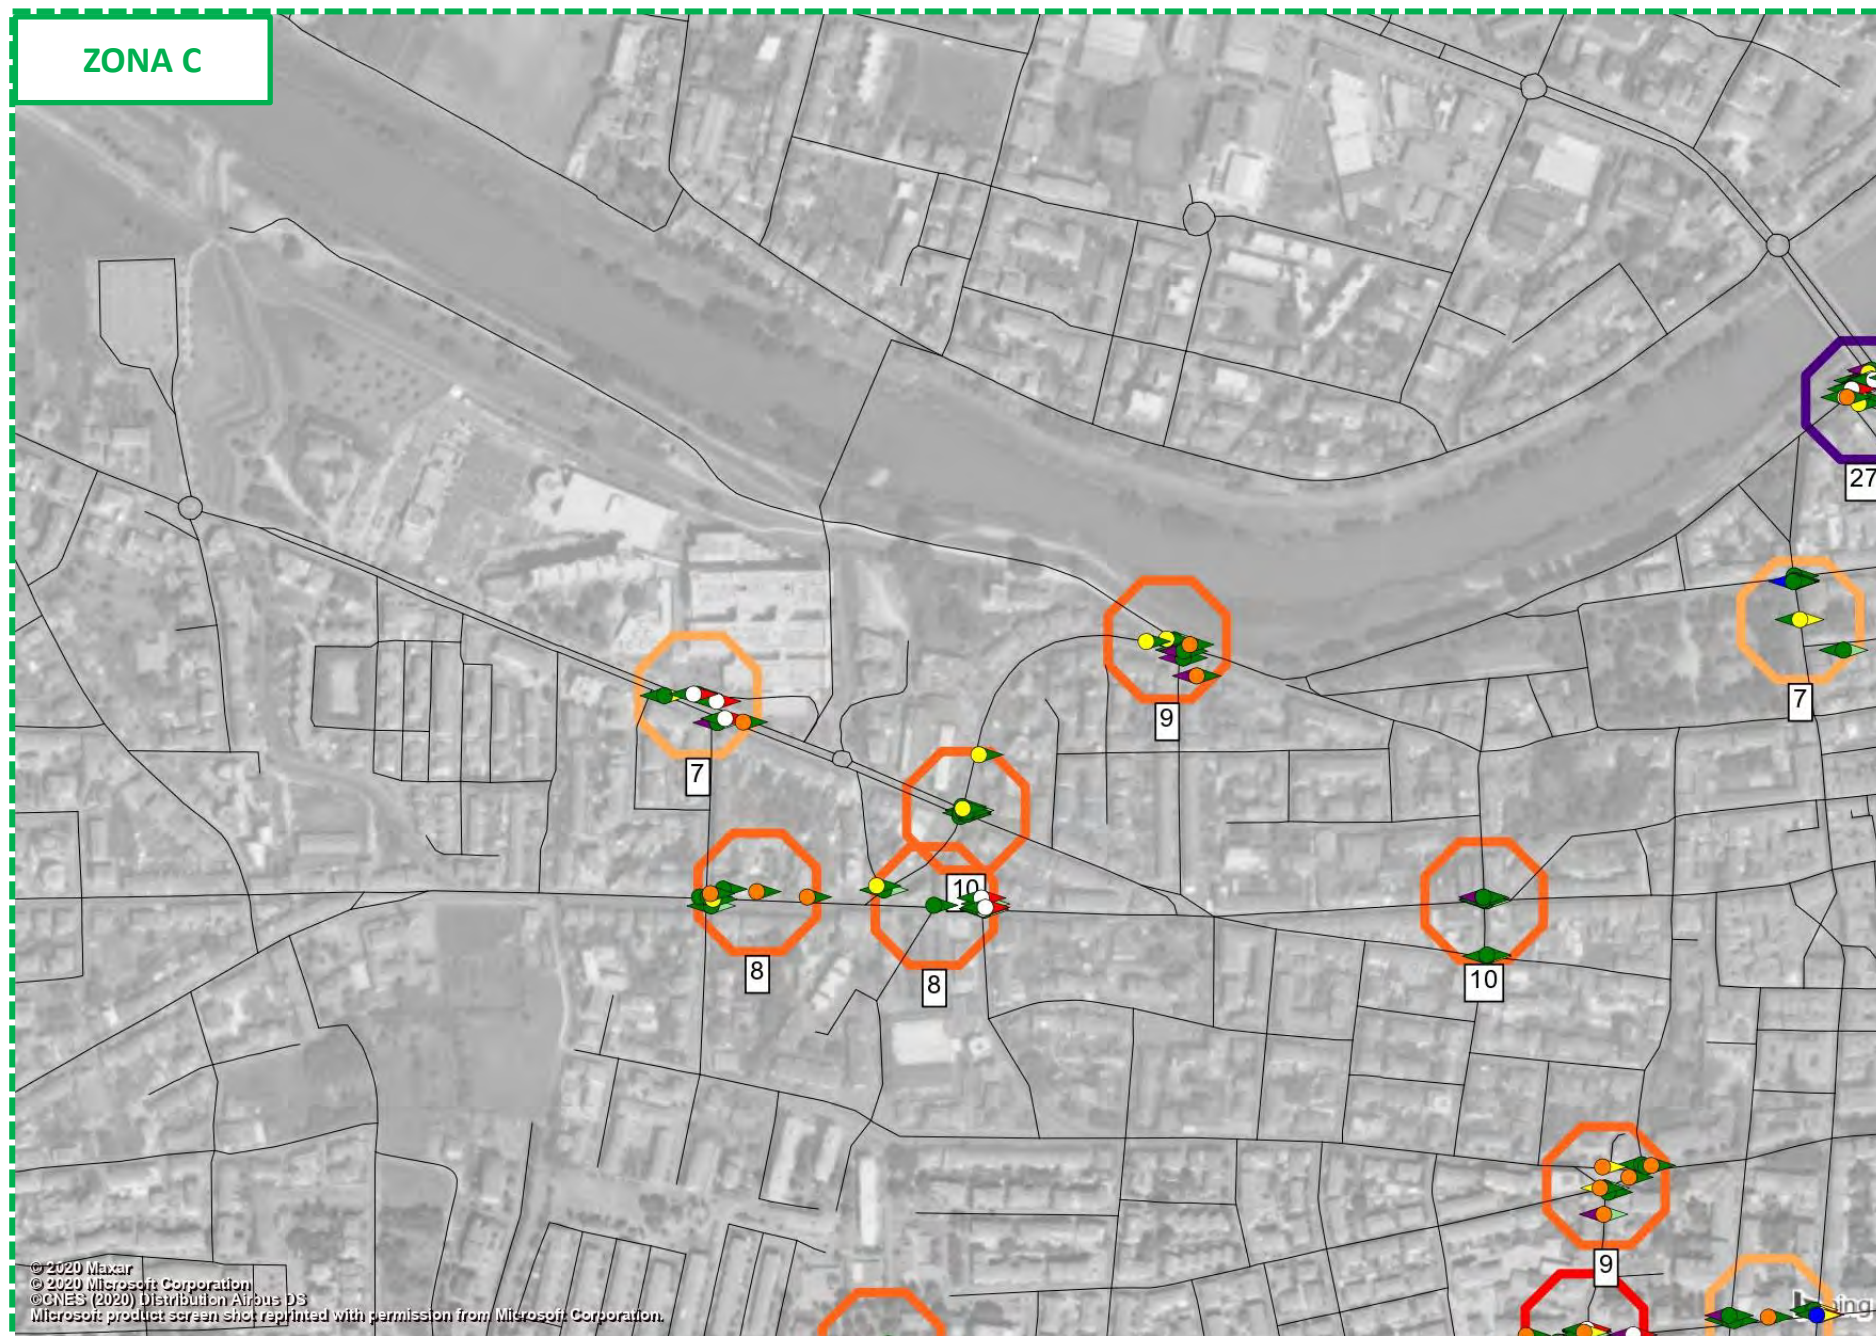 ZONA C
27
7
9
7
10
8
8
10
9
© 2020 Maxar
© 2020 Microsoft Corporation
©CNES (2020) Distribution Airbus DS
Microsoft product screen shot reprinted with permission from Microsoft Corporation.